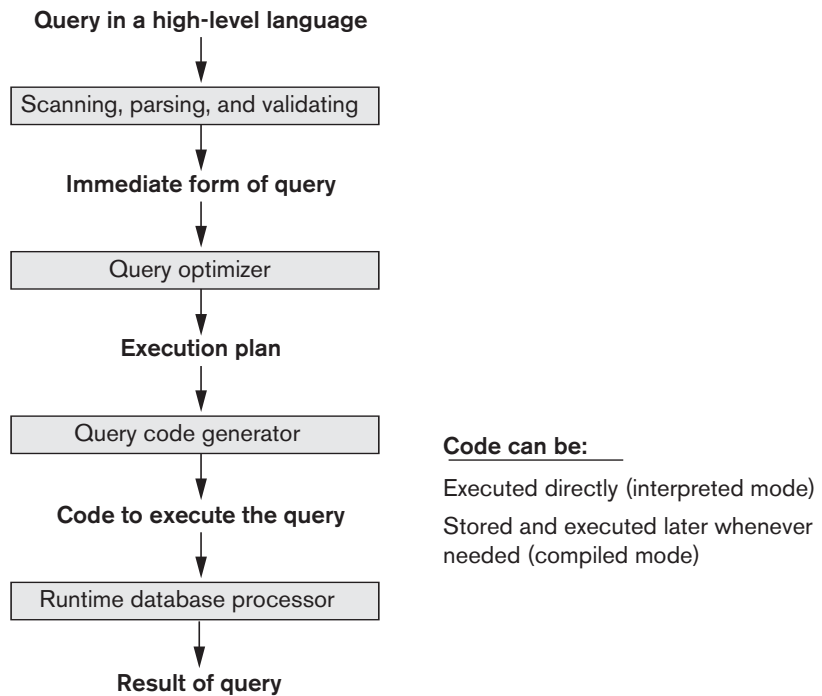 Query in a high-level language
Scanning, parsing, and validating
Immediate form of query
Query optimizer
Execution plan
Query code generator
Code to execute the query
Runtime database processor
Result of query
Code can be:
Executed directly (interpreted mode)
Stored and executed later whenever
needed (compiled mode)